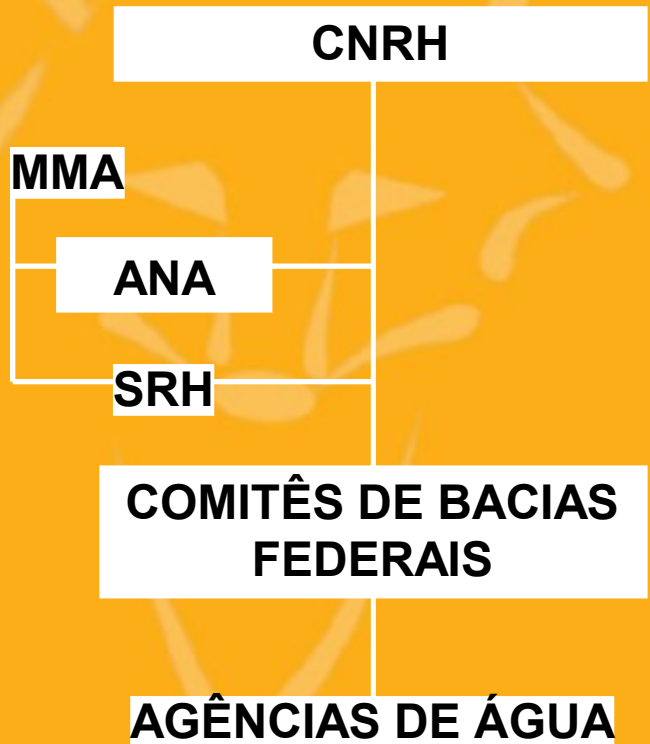 CNRH
MMA
ANA
SRH
COMITÊS DE BACIAS
FEDERAIS
AGÊNCIAS DE ÁGUA